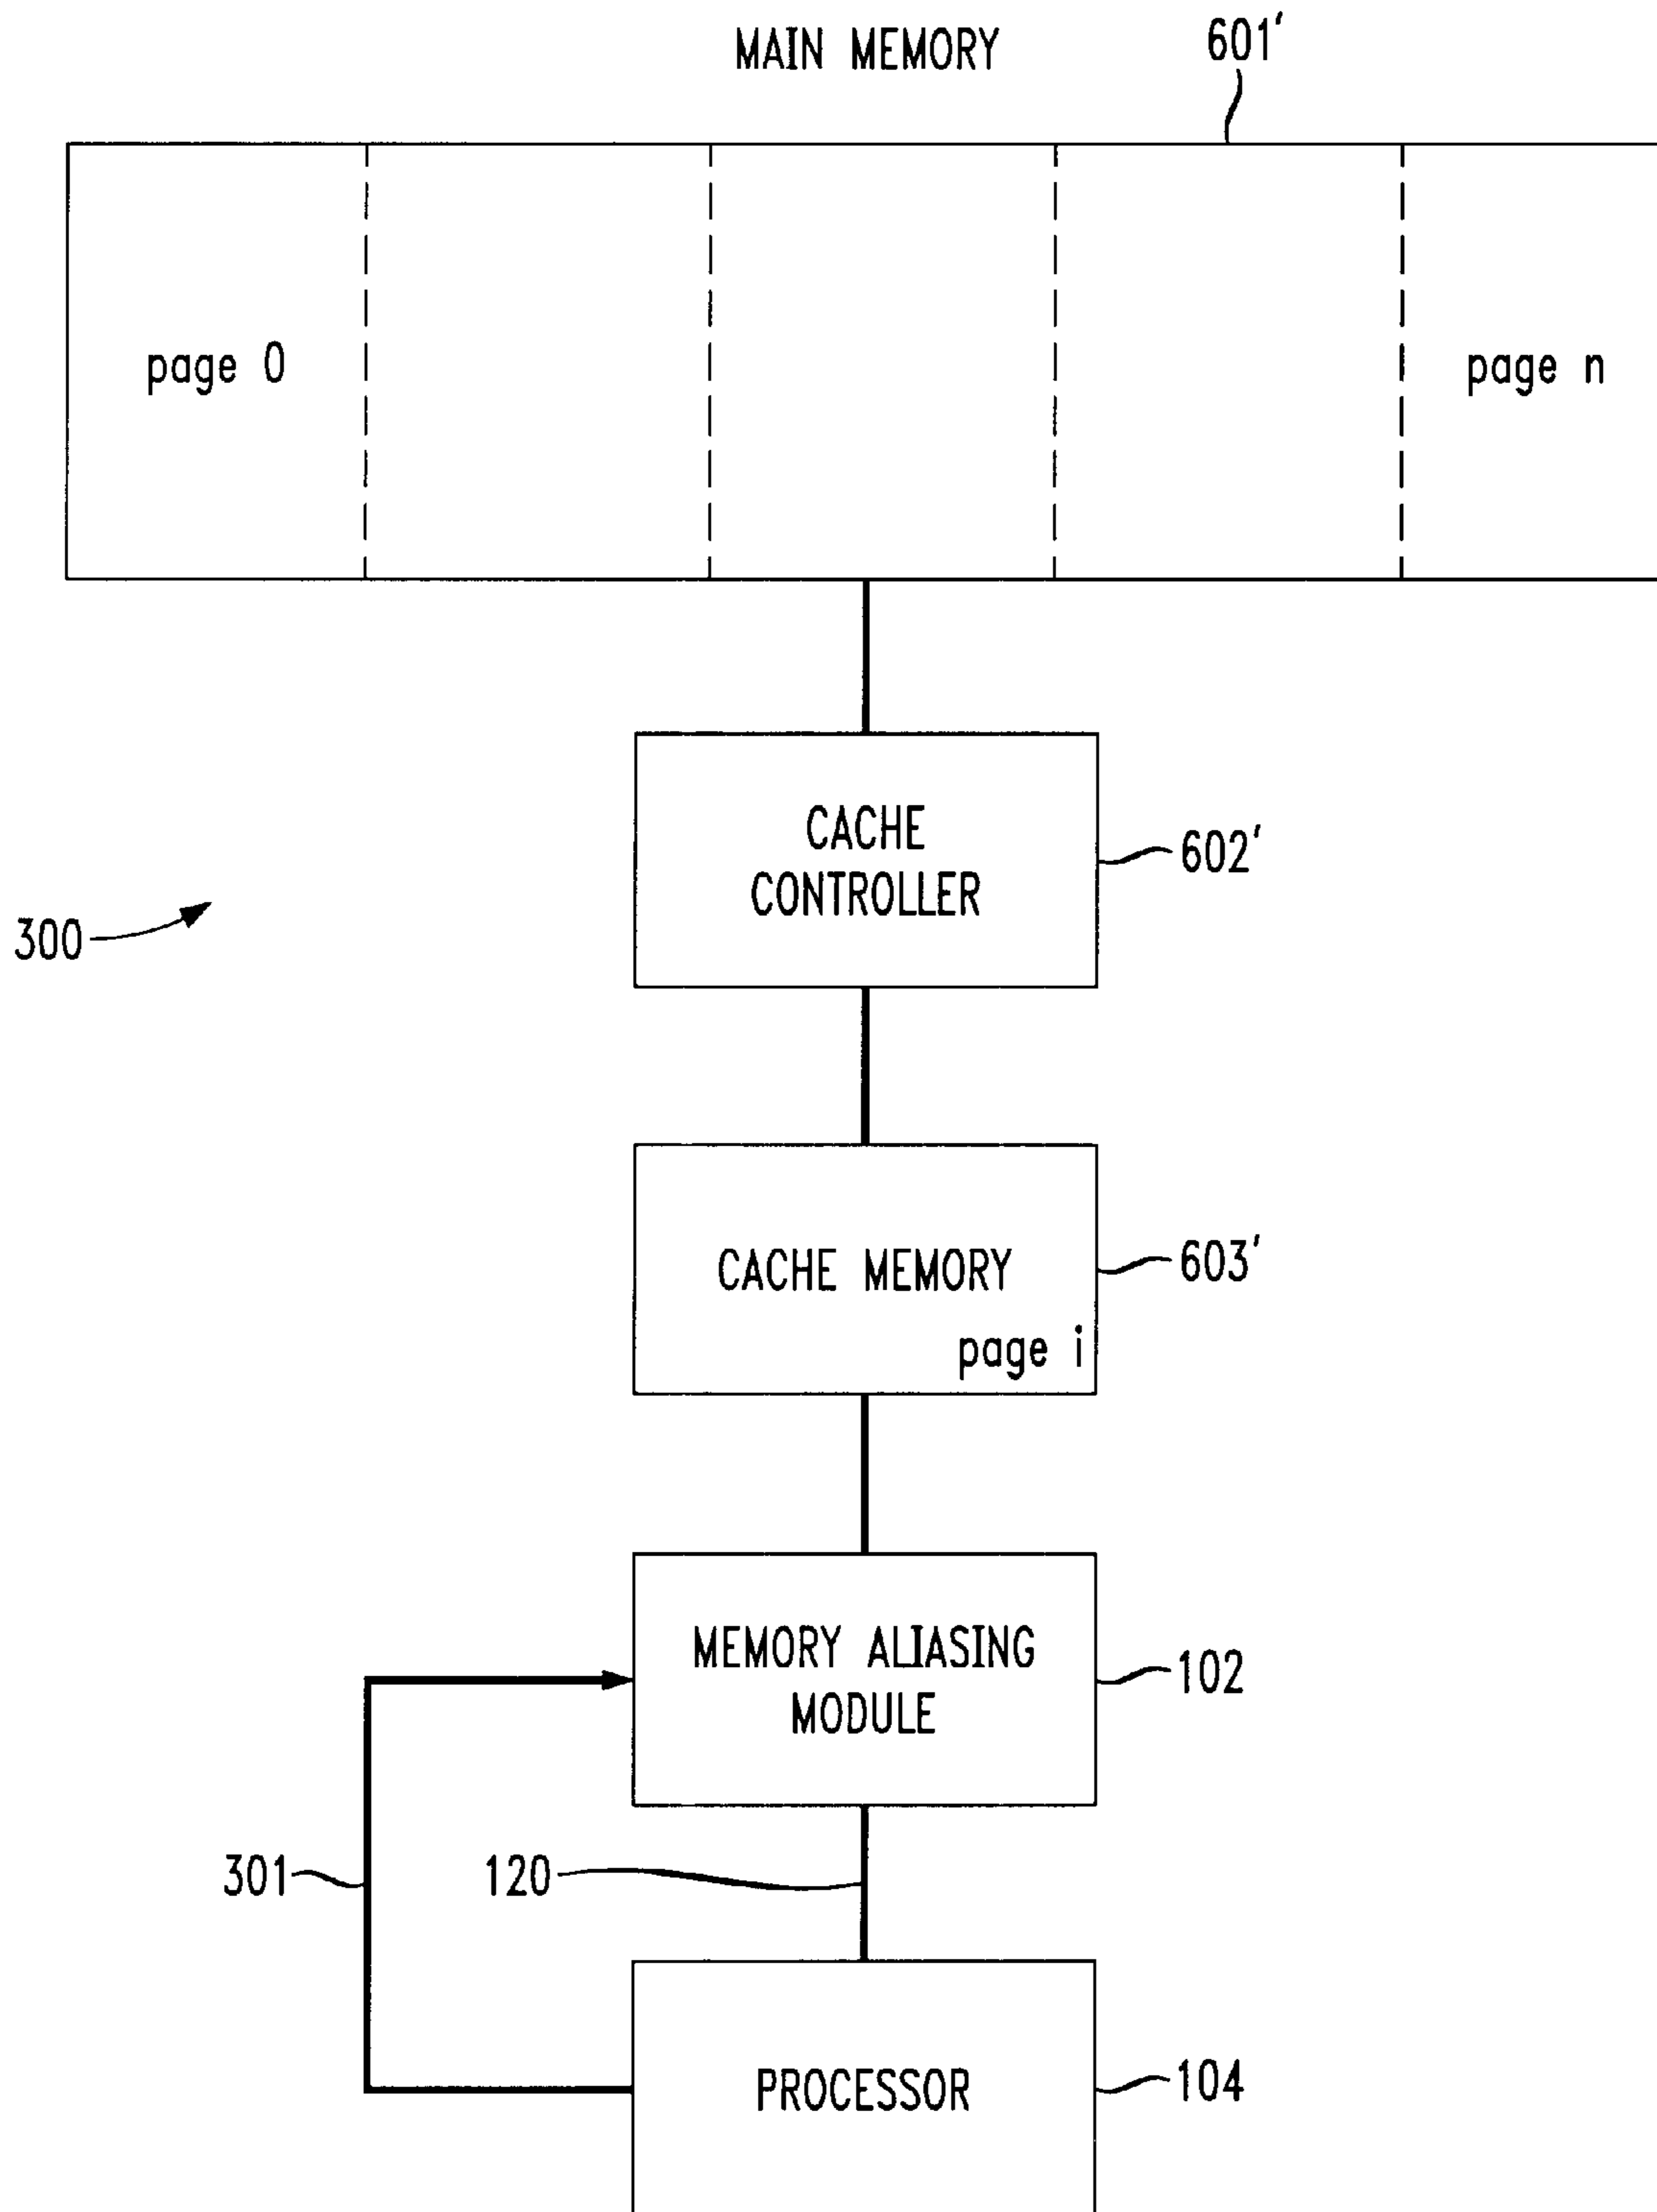 MAIN MEMORY
601'
page 0
page n
CACHE
CONTROLLER
602'
300
CACHE MEMORY
page i
603'
MEMORY ALIASING
MODULE
102
301
120
PROCESSOR
104